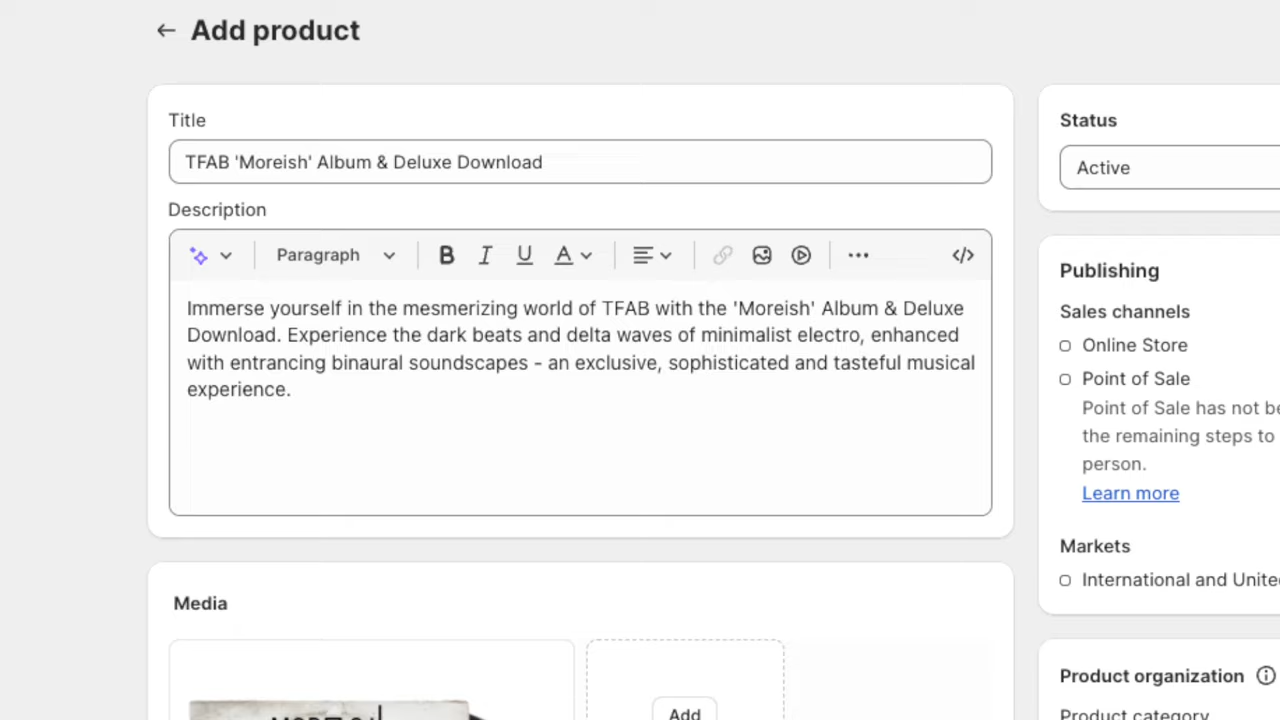 Add product
Title
TFAB 'Moreish' Album & Deluxe Download
Description
Paragraph
Immerse yourself in the mesmerizing world of TFAB with the 'Moreish' Album & Deluxe
Download. Experience the dark beats and delta waves of minimalist electro, enhanced
with entrancing binaural soundscapes - an exclusive, sophisticated and tasteful musical
experience.
Media
Add
Status
Active
Publishing
Sales channels
Online Store
Point of Sale
Point of Sale has not be
the remaining steps to
person.
Learn more
Markets
International and Unite
Product organization
Product category